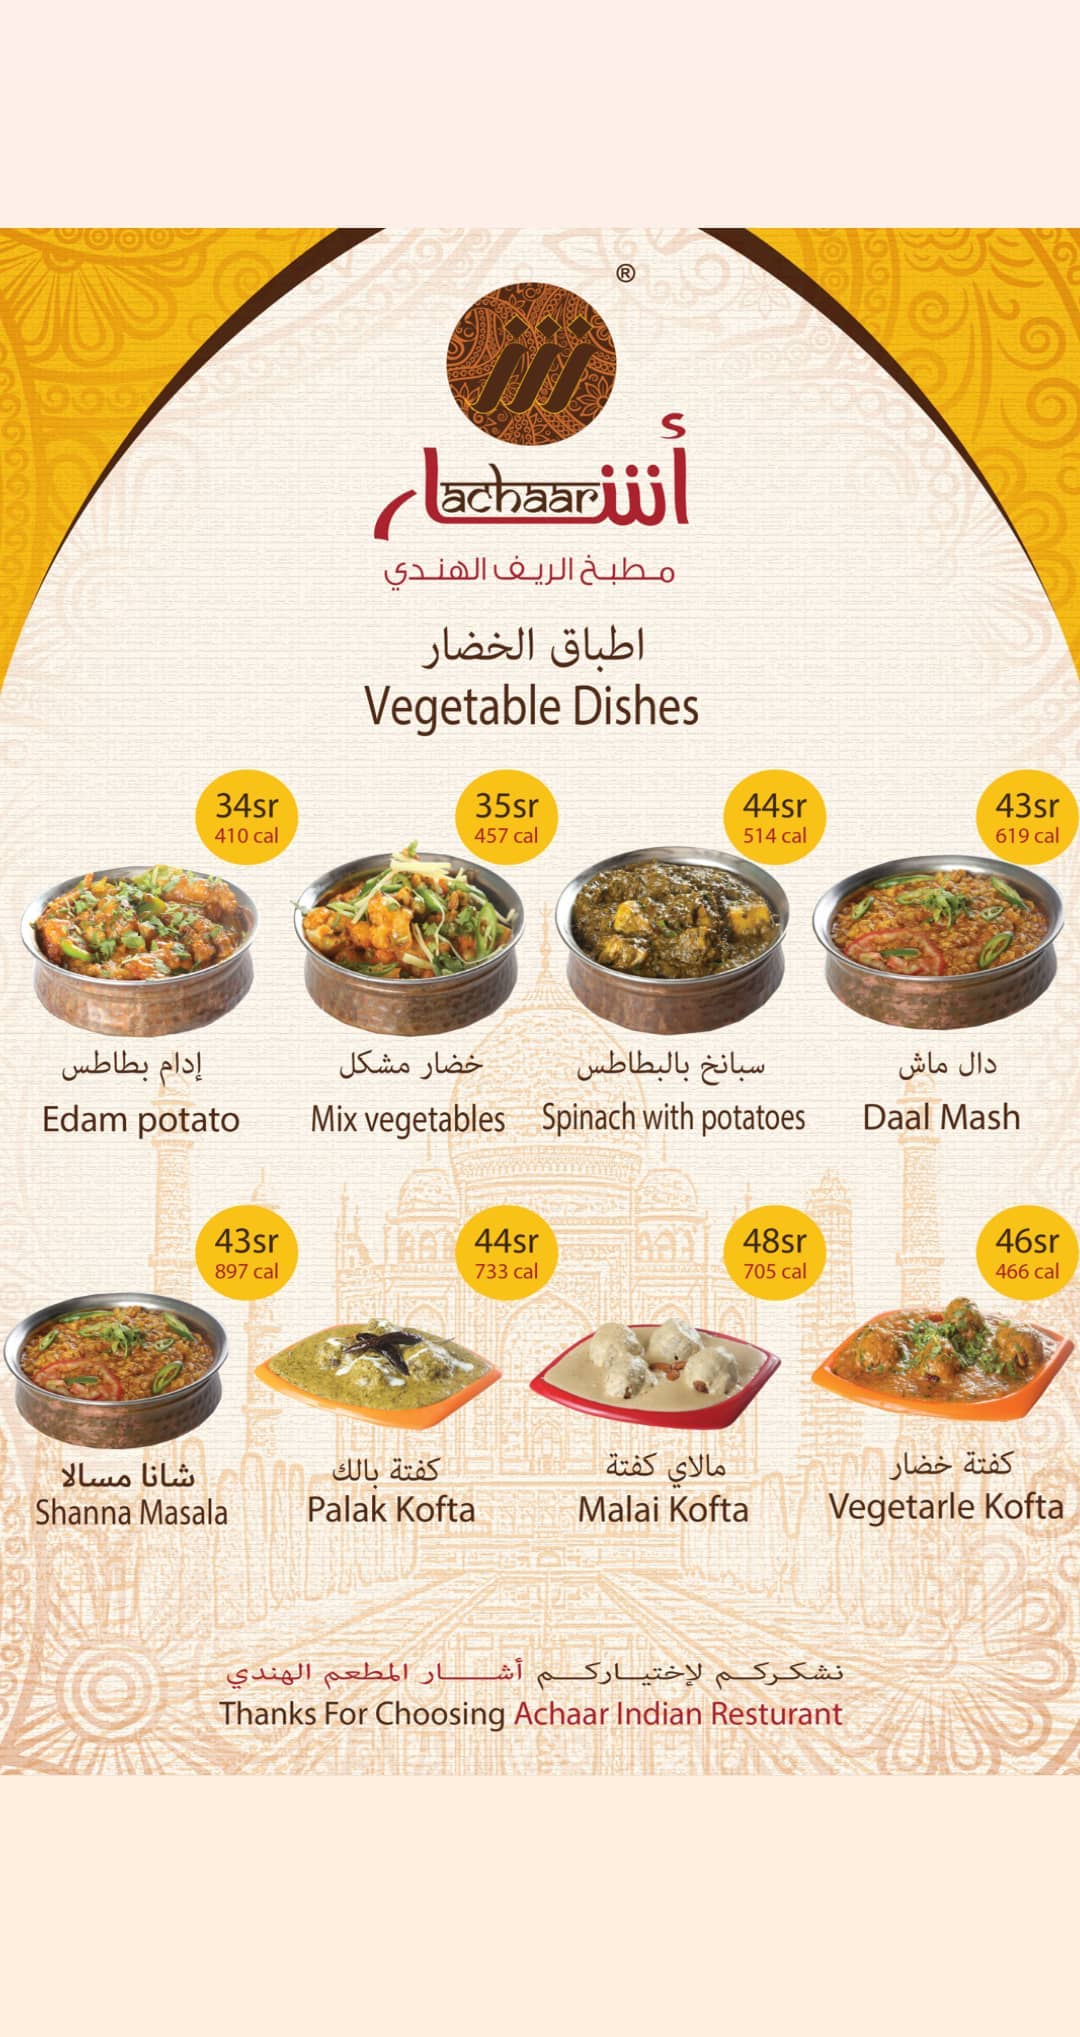 ®
أشار
achaar
مطبخ الريف الهندي
اطباق الخضار
Vegetable Dishes
34sr
410 cal
35sr
457 cal
44sr
514 cal
43sr
619 cal
إدام بطاطس
خضار مشكل
سبانخ بالبطاطس
دال ماش
Edam potato
Mix vegetables
Spinach with potatoes
Daal Mash
43sr
897 cal
44sr
733 cal
48sr
705 cal
46sr
466 cal
شانا مسالا
كفتة بالك
مالاي كفتة
كفتة خضار
Shanna Masala
Palak Kofta
Malai Kofta
Vegetarle Kofta
نشكركم لإختياركم أشار المطعم الهندي
Thanks For Choosing Achaar Indian Resturant